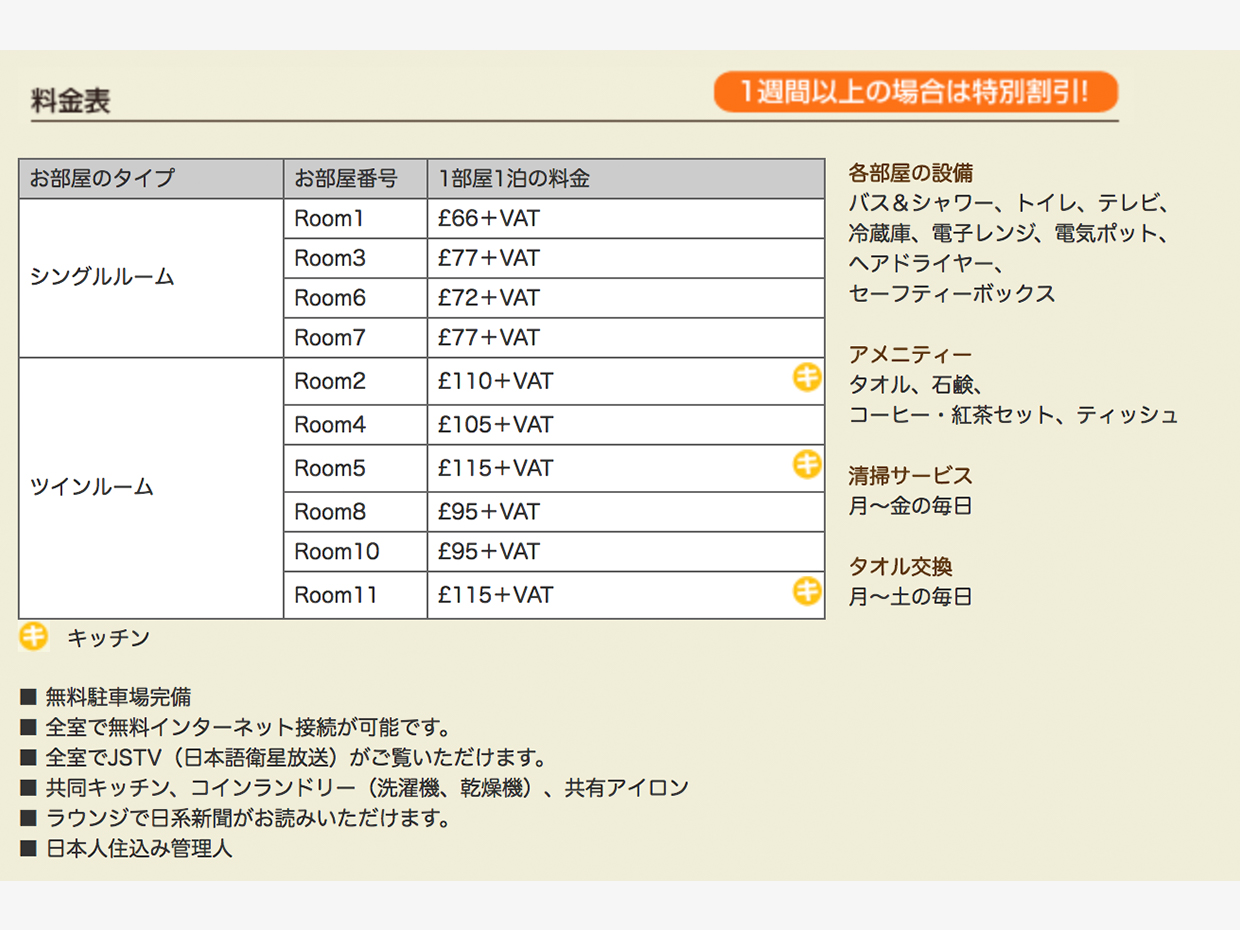 料金表
1週間以上の場合は特別割引!
お部屋のタイプ お部屋番号 1部屋1泊の料金
シングルルーム
Room1 £66+VAT
Room3 £77+VAT
Room6 £72+VAT
Room7 £77+VAT
ツインルーム
Room2 £110+VAT キ
Room4 £105+VAT
Room5 £115+VAT キ
Room8 £95+VAT
Room10 £95+VAT
Room11 £115+VAT キ
キ キッチン
各部屋の設備
バス＆シャワー、トイレ、テレビ、
冷蔵庫、電子レンジ、電気ポット、
ヘアドライヤー、
セーフティーボックス
アメニティー
タオル、石鹸、
コーヒー・紅茶セット、ティッシュ
清掃サービス
月〜金の毎日
タオル交換
月〜土の毎日
■ 無料駐車場完備
■ 全室で無料インターネット接続が可能です。
■ 全室でJSTV（日本語衛星放送）がご覧いただけます。
■ 共同キッチン、コインランドリー（洗濯機、乾燥機）、共有アイロン
■ ラウンジで日系新聞がお読みいただけます。
■ 日本人住込み管理人